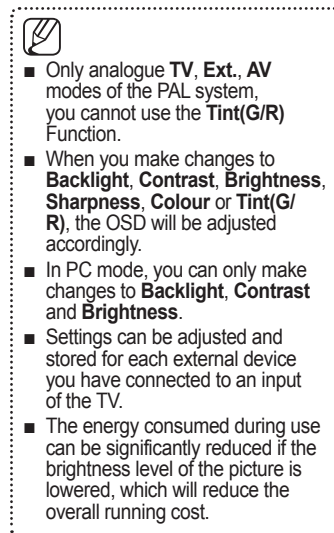 ■ Only analogue TV, Ext., AV
modes of the PAL system,
you cannot use the Tint(G/R)
Function.
■ When you make changes to
Backlight, Contrast, Brightness,
Sharpness, Colour or Tint(G/
R), the OSD will be adjusted
accordingly.
■ In PC mode, you can only make
changes to Backlight, Contrast
and Brightness.
■ Settings can be adjusted and
stored for each external device
you have connected to an input
of the TV.
■ The energy consumed during use
can be significantly reduced if the
brightness level of the picture is
lowered, which will reduce the
overall running cost.